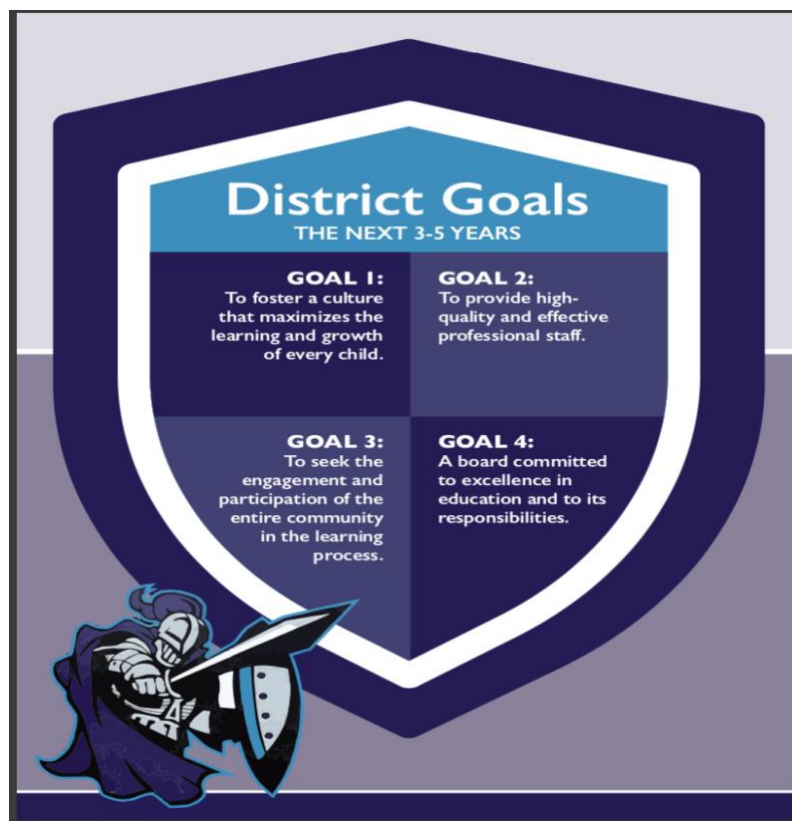 District Goals
THE NEXT 3-5 YEARS
GOAL 1:
To foster a culture
that maximizes the
learning and growth
of every child.
GOAL 2:
To provide high-
quality and effective
professional staff.
GOAL 3:
To seek the
engagement and
participation of the
entire community
in the learning
process.
GOAL 4:
A board committed
to excellence in
education and to its
responsibilities.